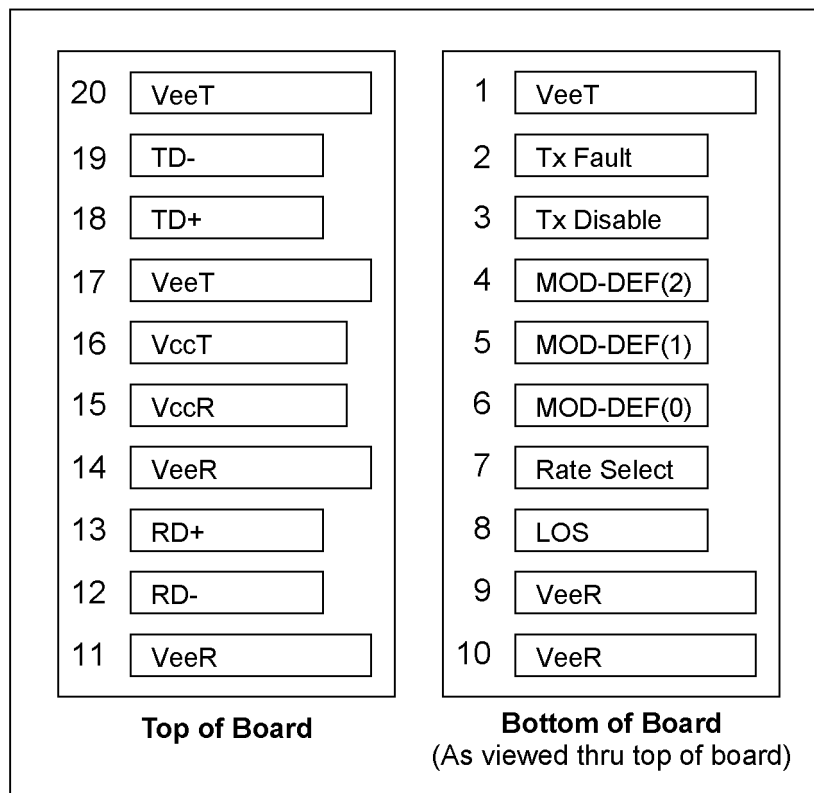 20 VeeT
19 TD-
18 TD+
17 VeeT
16 VccT
15 VccR
14 VeeR
13 RD+
12 RD-
11 VeeR
Top of Board
1 VeeT
2 Tx Fault
3 Tx Disable
4 MOD-DEF(2)
5 MOD-DEF(1)
6 MOD-DEF(0)
7 Rate Select
8 LOS
9 VeeR
10 VeeR
Bottom of Board
(As viewed thru top of board)